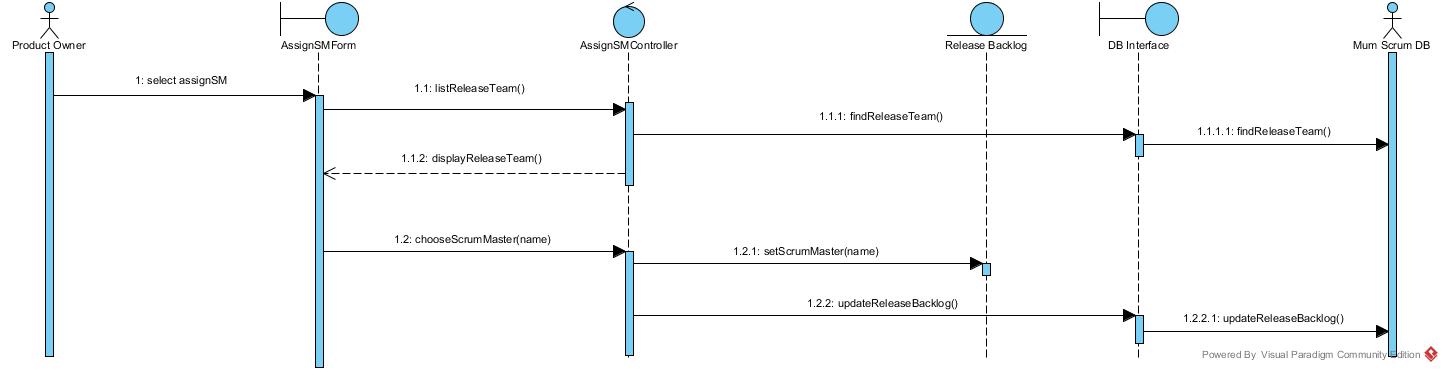 Product Owner
AssignSMForm
AssignSMController
Release Backlog
DB Interface
Mum Scrum DB
1: select assignSM
1.1: listReleaseTeam()
1.1.1: findReleaseTeam()
1.1.1.1: findReleaseTeam()
1.1.2: displayReleaseTeam()
1.2: chooseScrumMaster(name)
1.2.1: setScrumMaster(name)
1.2.2: updateReleaseBacklog()
1.2.2.1: updateReleaseBacklog()
Powered By Visual Paradigm Community Edition